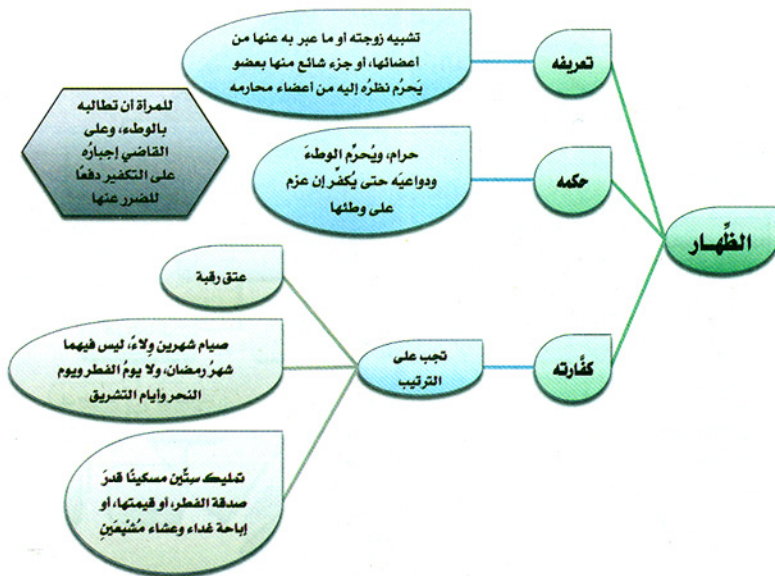 الظِّهار
تعريفه
تشبيه زوجته أو ما عبر به عنها من
أعضائها، أو جزء شائع منها بعضو
يَحرُم نظرُه إليه من أعضاء محارمه
حكمه
حرام، ويُحرِّم الوطءَ
ودواعيَه حتى يُكفِّر إن عزم
على وطئها
للمرأة أن تطالبه
بالوطء، وعلى
القاضي إجبارُه
على التكفير دفعًا
للضرر عنها
كفَّارته
تجب على
الترتيب
عتق رقبة
صيام شهرين وِلاءً، ليس فيهما
شهرُ رمضان، ولا يومُ الفطر ويوم
النحر وأيام التشريق
تمليك ستِّين مسكينًا قدرَ
صدقة الفطر، أو قيمتها، أو
إباحة غداء وعشاء مُشْبِعَينِ